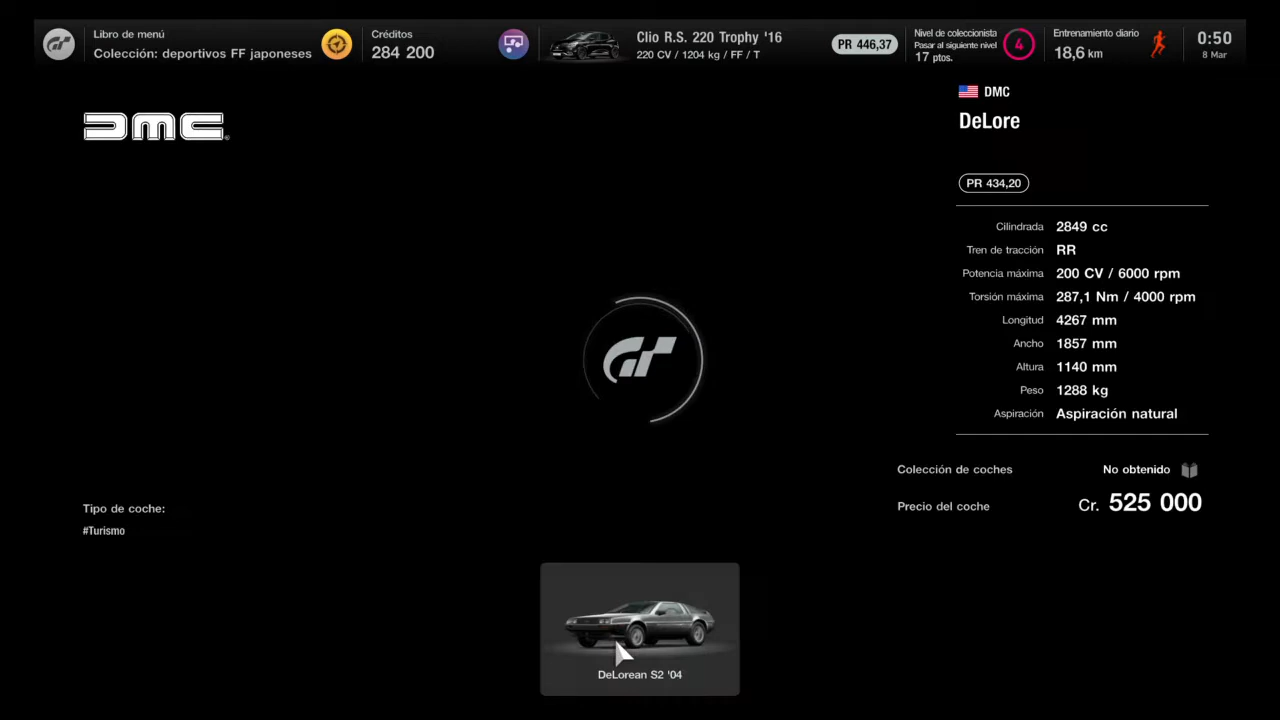 Libro de menú
Colección: deportivos FF japoneses
Créditos
284 200
Clio R.S. 220 Trophy '16
220 CV / 1204 kg / FF / T
PR 446,37
Nivel de coleccionista
Pasar al siguiente nivel
17 ptos.
4
Entrenamiento diario
18,6 km
0:50
8 Mar
DMC
DMC
DeLore
PR 434,20
Cilindrada 2849 cc
Tren de tracción RR
Potencia máxima 200 CV / 6000 rpm
Torsión máxima 287,1 Nm / 4000 rpm
Longitud 4267 mm
Ancho 1857 mm
Altura 1140 mm
Peso 1288 kg
Aspiración Aspiración natural
Colección de coches No obtenido
Precio del coche Cr. 525 000
Tipo de coche:
#Turismo
DeLorean S2 '04